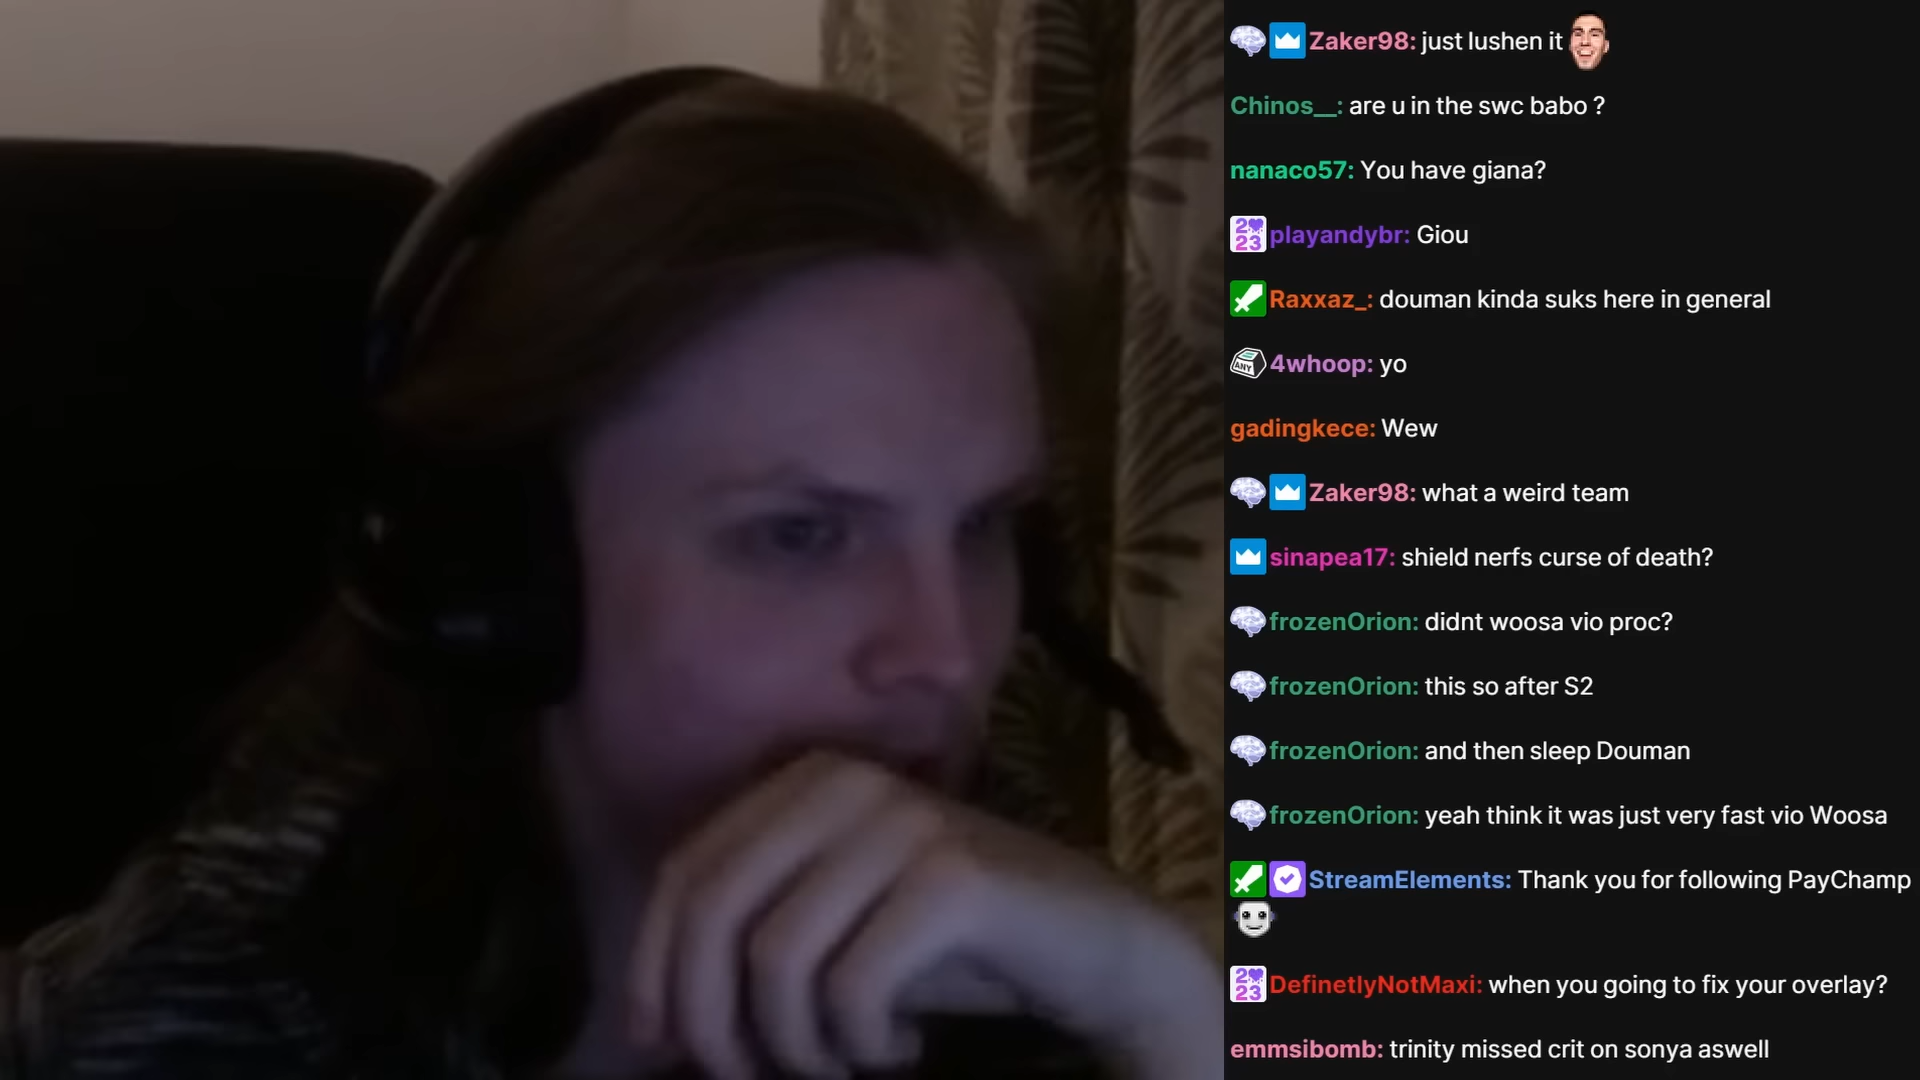 Zaker98: just lushen it
Chinos__: are u in the swc babo ?
nanaco57: You have giana?
2023 playandybr: Giou
Raxxaz_: douman kinda suks here in general
ANY 4whoop: yo
gadingkece: Wew
Zaker98: what a weird team
sinapea17: shield nerfs curse of death?
frozenOrion: didnt woosa vio proc?
frozenOrion: this so after S2
frozenOrion: and then sleep Douman
frozenOrion: yeah think it was just very fast vio Woosa
StreamElements: Thank you for following PayChamp
2023 DefinetlyNotMaxi: when you going to fix your overlay?
emmsibomb: trinity missed crit on sonya aswell